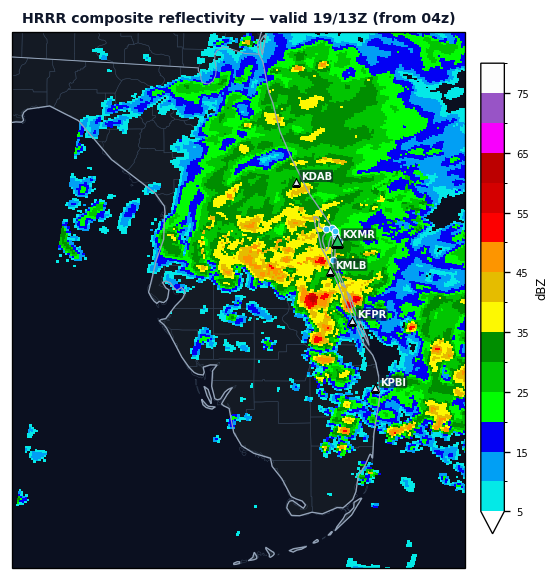 HRRR composite reflectivity — valid 19/13Z (from 04z)
KDAB
KXMR
KMLB
KFPR
KPBI
75
65
55
45
35
25
15
5
dBZ